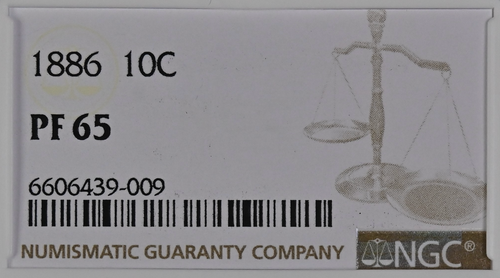 1886 10C
PF 65
6606439-009
NUMISMATIC GUARANTY COMPANY
NGC®